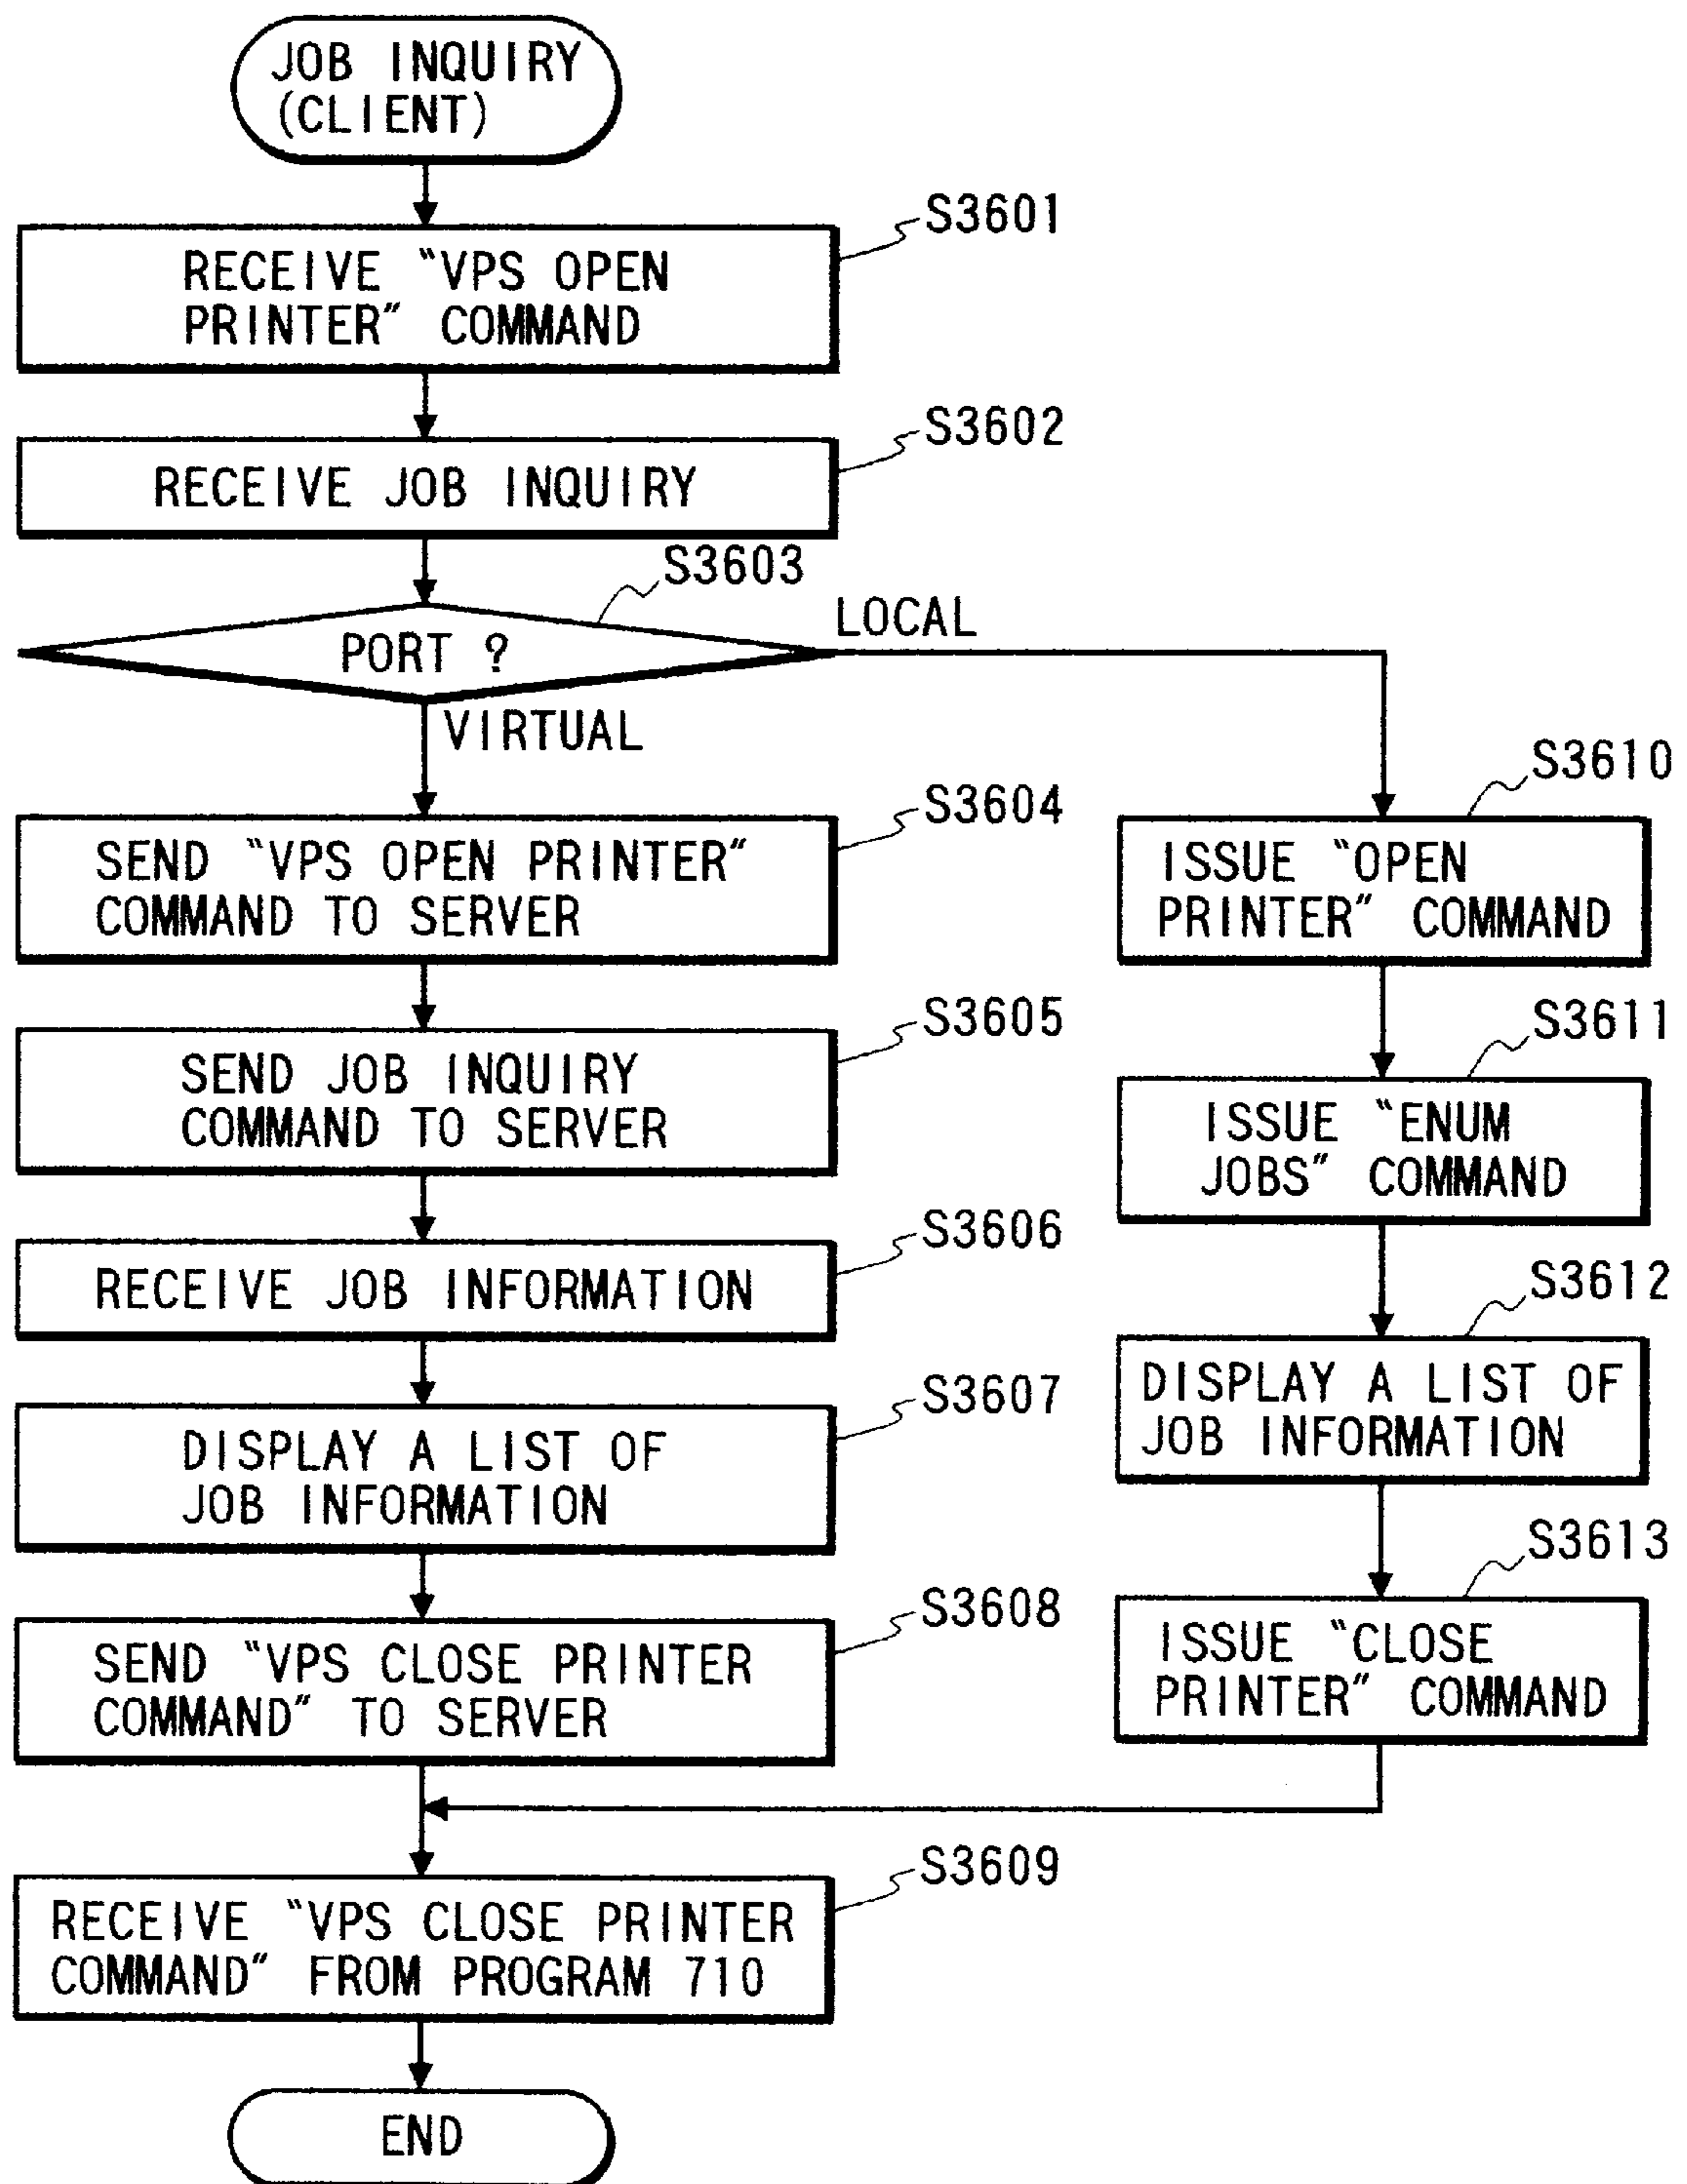 JOB INQUIRY
(CLIENT)
S3601
RECEIVE "VPS OPEN
PRINTER" COMMAND
S3602
RECEIVE JOB INQUIRY
S3603
PORT ?
LOCAL
VIRTUAL
S3604
SEND "VPS OPEN PRINTER"
COMMAND TO SERVER
S3605
SEND JOB INQUIRY
COMMAND TO SERVER
S3606
RECEIVE JOB INFORMATION
S3607
DISPLAY A LIST OF
JOB INFORMATION
S3608
SEND "VPS CLOSE PRINTER
COMMAND" TO SERVER
S3610
ISSUE "OPEN
PRINTER" COMMAND
S3611
ISSUE "ENUM
JOBS" COMMAND
S3612
DISPLAY A LIST OF
JOB INFORMATION
S3613
ISSUE "CLOSE
PRINTER" COMMAND
S3609
RECEIVE "VPS CLOSE PRINTER
COMMAND" FROM PROGRAM 710
END